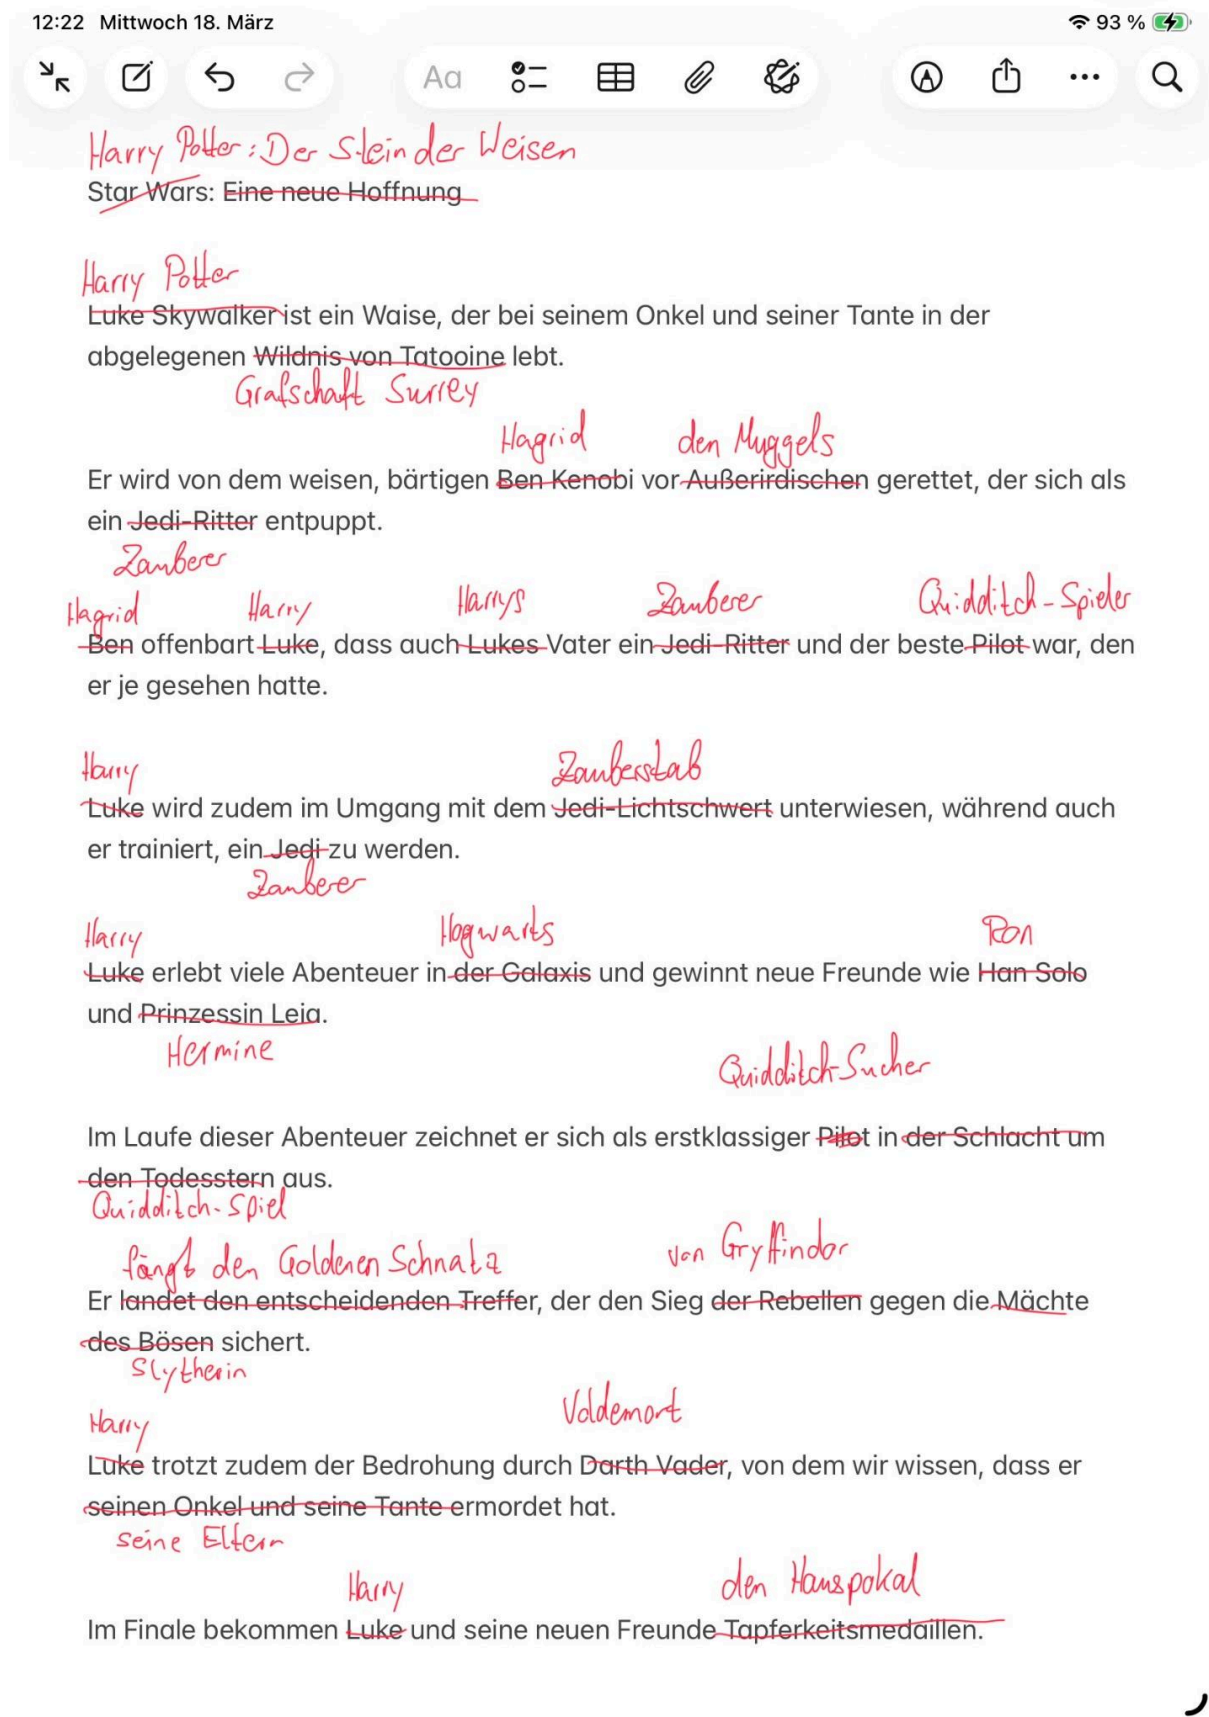 12:22 Mittwoch 18. März 93 %
Aa
Harry Potter: Der Stein der Weisen
Star Wars: Eine neue Hoffnung
Harry Potter
Luke Skywalker ist ein Waise, der bei seinem Onkel und seiner Tante in der
abgelegenen Wildnis von Tatooine lebt.
Grafschaft Surrey
Hagrid den Muggels
Er wird von dem weisen, bärtigen Ben Kenobi vor Außerirdischen gerettet, der sich als
ein Jedi-Ritter entpuppt.
Zauberer
Hagrid Harry Harrys Zauberer Quidditch-Spieler
Ben offenbart Luke, dass auch Lukes Vater ein Jedi-Ritter und der beste Pilot war, den
er je gesehen hatte.
Harry Zauberstab
Luke wird zudem im Umgang mit dem Jedi-Lichtschwert unterwiesen, während auch
er trainiert, ein Jedi zu werden.
Zauberer
Harry Hogwarts Ron
Luke erlebt viele Abenteuer in der Galaxis und gewinnt neue Freunde wie Han Solo
und Prinzessin Leia.
Hermine
Quidditch-Sucher
Im Laufe dieser Abenteuer zeichnet er sich als erstklassiger Pilot in der Schlacht um
den Todesstern aus.
Quidditch-Spiel
fängt den Goldenen Schnatz von Gryffindor
Er landet den entscheidenden Treffer, der den Sieg der Rebellen gegen die Mächte
des Bösen sichert.
Slytherin
Harry Voldemort
Luke trotzt zudem der Bedrohung durch Darth Vader, von dem wir wissen, dass er
seinen Onkel und seine Tante ermordet hat.
seine Eltern
Harry den Hauspokal
Im Finale bekommen Luke und seine neuen Freunde Tapferkeitsmedaillen.